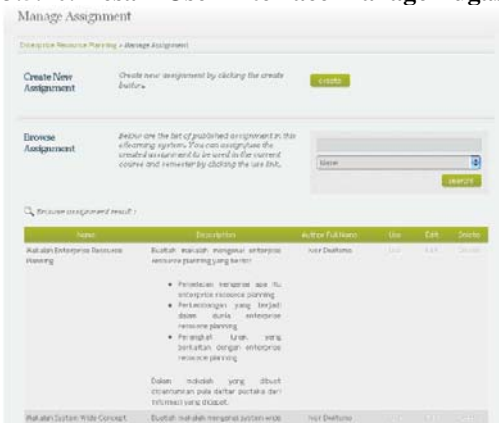 Manage Assignment
Enterprise Resource Planning » Manage Assignment
Create New
Assignment
Create new assignment by clicking the create
button.
create
Browse
Assignment
Below are the list of published assignment in this
elearning system. You can assign/use the
created assignment to be used in the current
course and semester by clicking the use link.
Name
search
Browse assignment result :
Name Description Author Full Name Use Edit Delete
Makalah Enterprise Resource
Planning
Buatlah makalah mengenai enterprise
resource planning yang berisi:
Penjelasan mengenai apa itu
enterprise resource planning
Perkembangan yang terjadi
dalam dunia enterprise
resource planning
Perangkat lunak yang
berkaitan dengan enterprise
resource planning
Dalam makalah yang dibuat
dicantumkan pula daftar pustaka dari
informasi yang didapat.
Use Edit Delete
Makalah System Wide Concept Buatlah makalah mengenai system wide